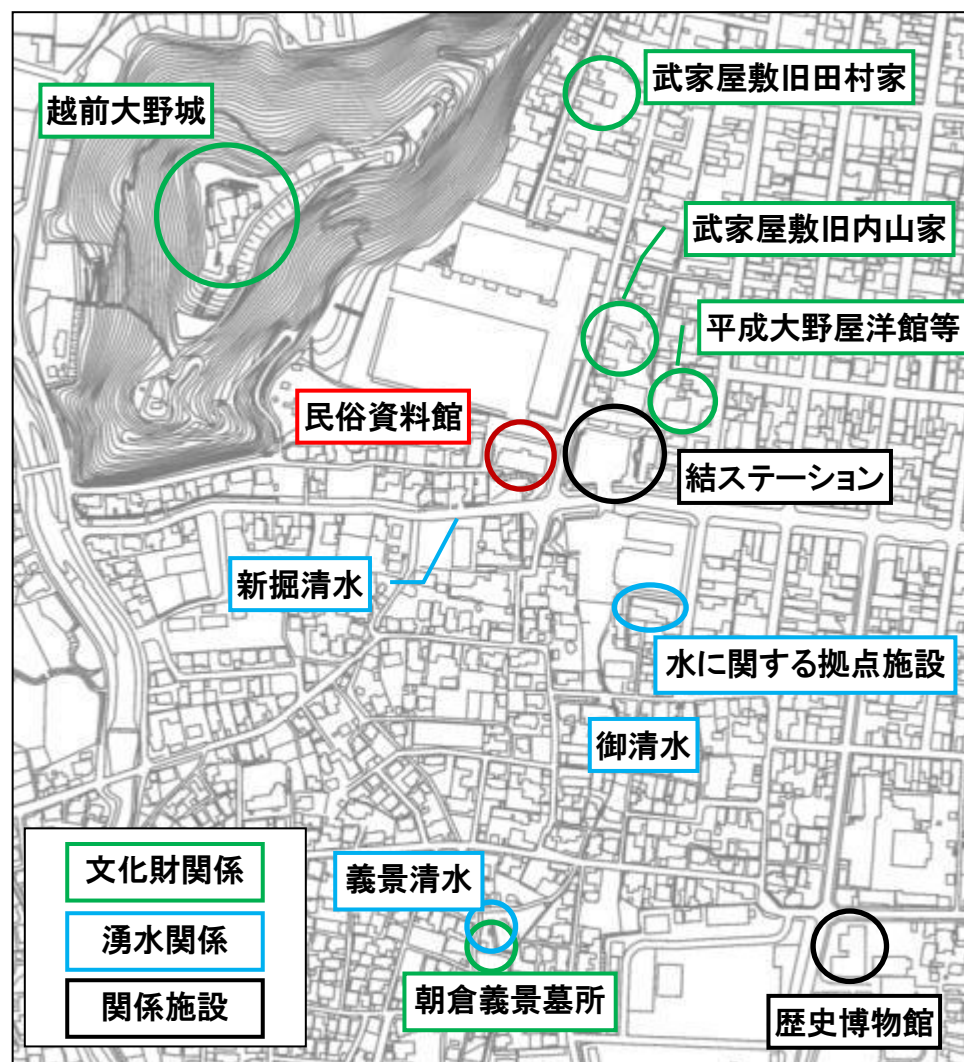 武家屋敷旧田村家
越前大野城
武家屋敷旧内山家
平成大野屋洋館等
民俗資料館
結ステーション
新掘清水
水に関する拠点施設
御清水
義景清水
朝倉義景墓所
歴史博物館
文化財関係
湧水関係
関係施設